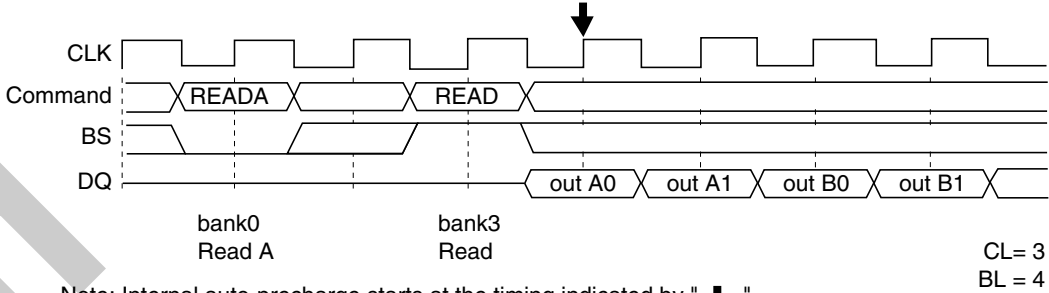 CLK
Command READA READ
BS
DQ out A0 out A1 out B0 out B1
bank0 bank3
Read A Read
CL= 3
BL = 4
Note: Internal auto-precharge starts at the timing indicated by " ".